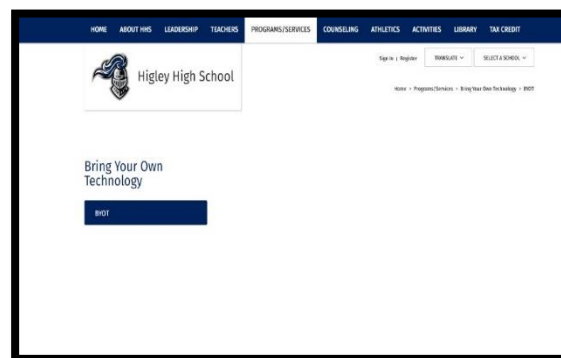 HOME ABOUT HHS LEADERSHIP TEACHERS PROGRAMS/SERVICES COUNSELING ATHLETICS ACTIVITIES LIBRARY TAX CREDIT
Sign In | Register TRANSLATE SELECT A SCHOOL
Higley High School
Home > Programs/Services > Bring Your Own Technology > BYOT
Bring Your Own
Technology
BYOT